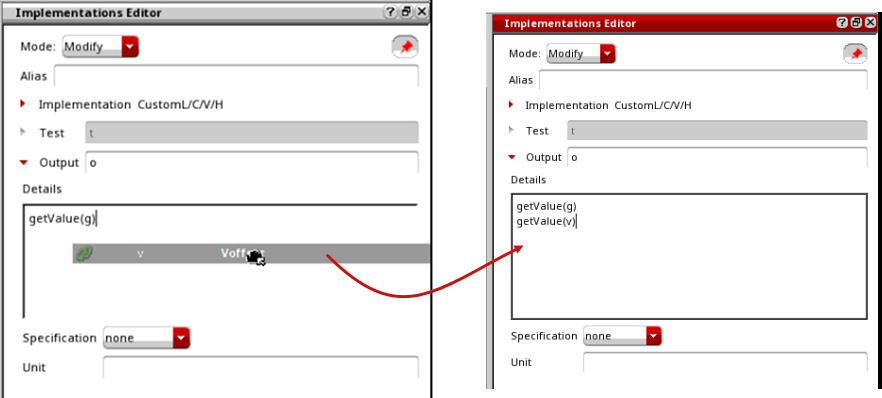 Implementations Editor
Mode: Modify
Alias
Implementation CustomL/C/V/H
Test t
Output o
Details
getValue(g)
v
Specification none
Unit
Implementations Editor
Mode: Modify
Alias
Implementation CustomL/C/V/H
Test t
Output o
Details
getValue(g)
getValue(v)
Specification none
Unit